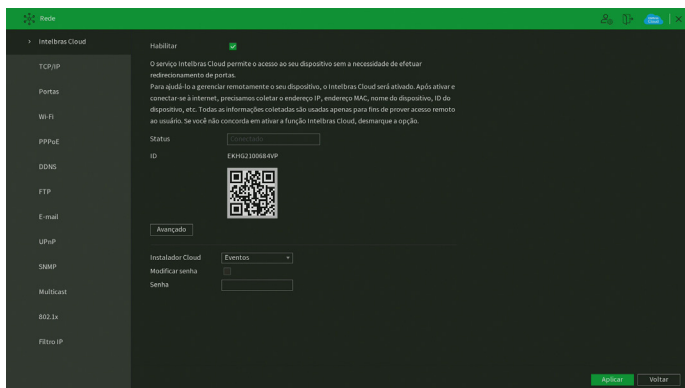 Rede
Intelbras Cloud
TCP/IP
Portas
Wi-Fi
PPPoE
DDNS
FTP
E-mail
UPnP
SNMP
Multicast
802.1x
Filtro IP
Habilitar
O serviço Intelbras Cloud permite o acesso ao seu dispositivo sem a necessidade de efetuar
redirecionamento de portas.
Para ajudá-lo a gerenciar remotamente o seu dispositivo, o Intelbras Cloud será ativado. Após ativar e
conectar-se à internet, precisamos coletar o endereço IP, endereço MAC, nome do dispositivo, ID do
dispositivo, etc. Todas as informações coletadas são usadas apenas para fins de prover acesso remoto
ao usuário. Se você não concorda em ativar a função Intelbras Cloud, desmarque a opção.
Status Conectado
ID EKHG2100684VP
Avançado
Instalador Cloud Eventos
Modificar senha
Senha
Aplicar Voltar